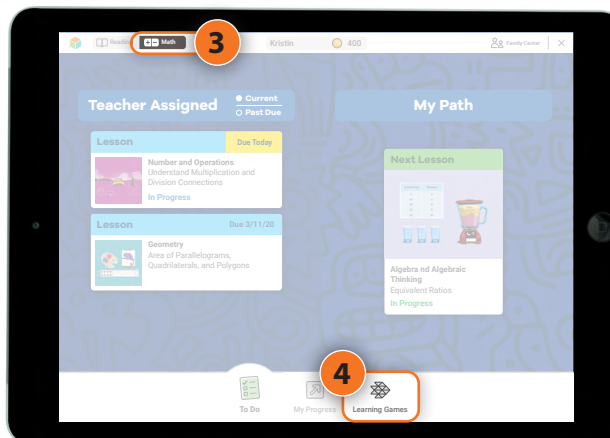 Reading Math 3 Kristin 400 Family Center
Teacher Assigned
Current
Past Due
My Path
Lesson Due Today
Number and Operations
Understand Multiplication and
Division Connections
In Progress
Lesson Due 3/11/20
Geometry
Area of Parallelograms,
Quadrilaterals, and Polygons
Next Lesson
Algebra nd Algebraic
Thinking
Equivalent Ratios
In Progress
4
To Do My Progress Learning Games